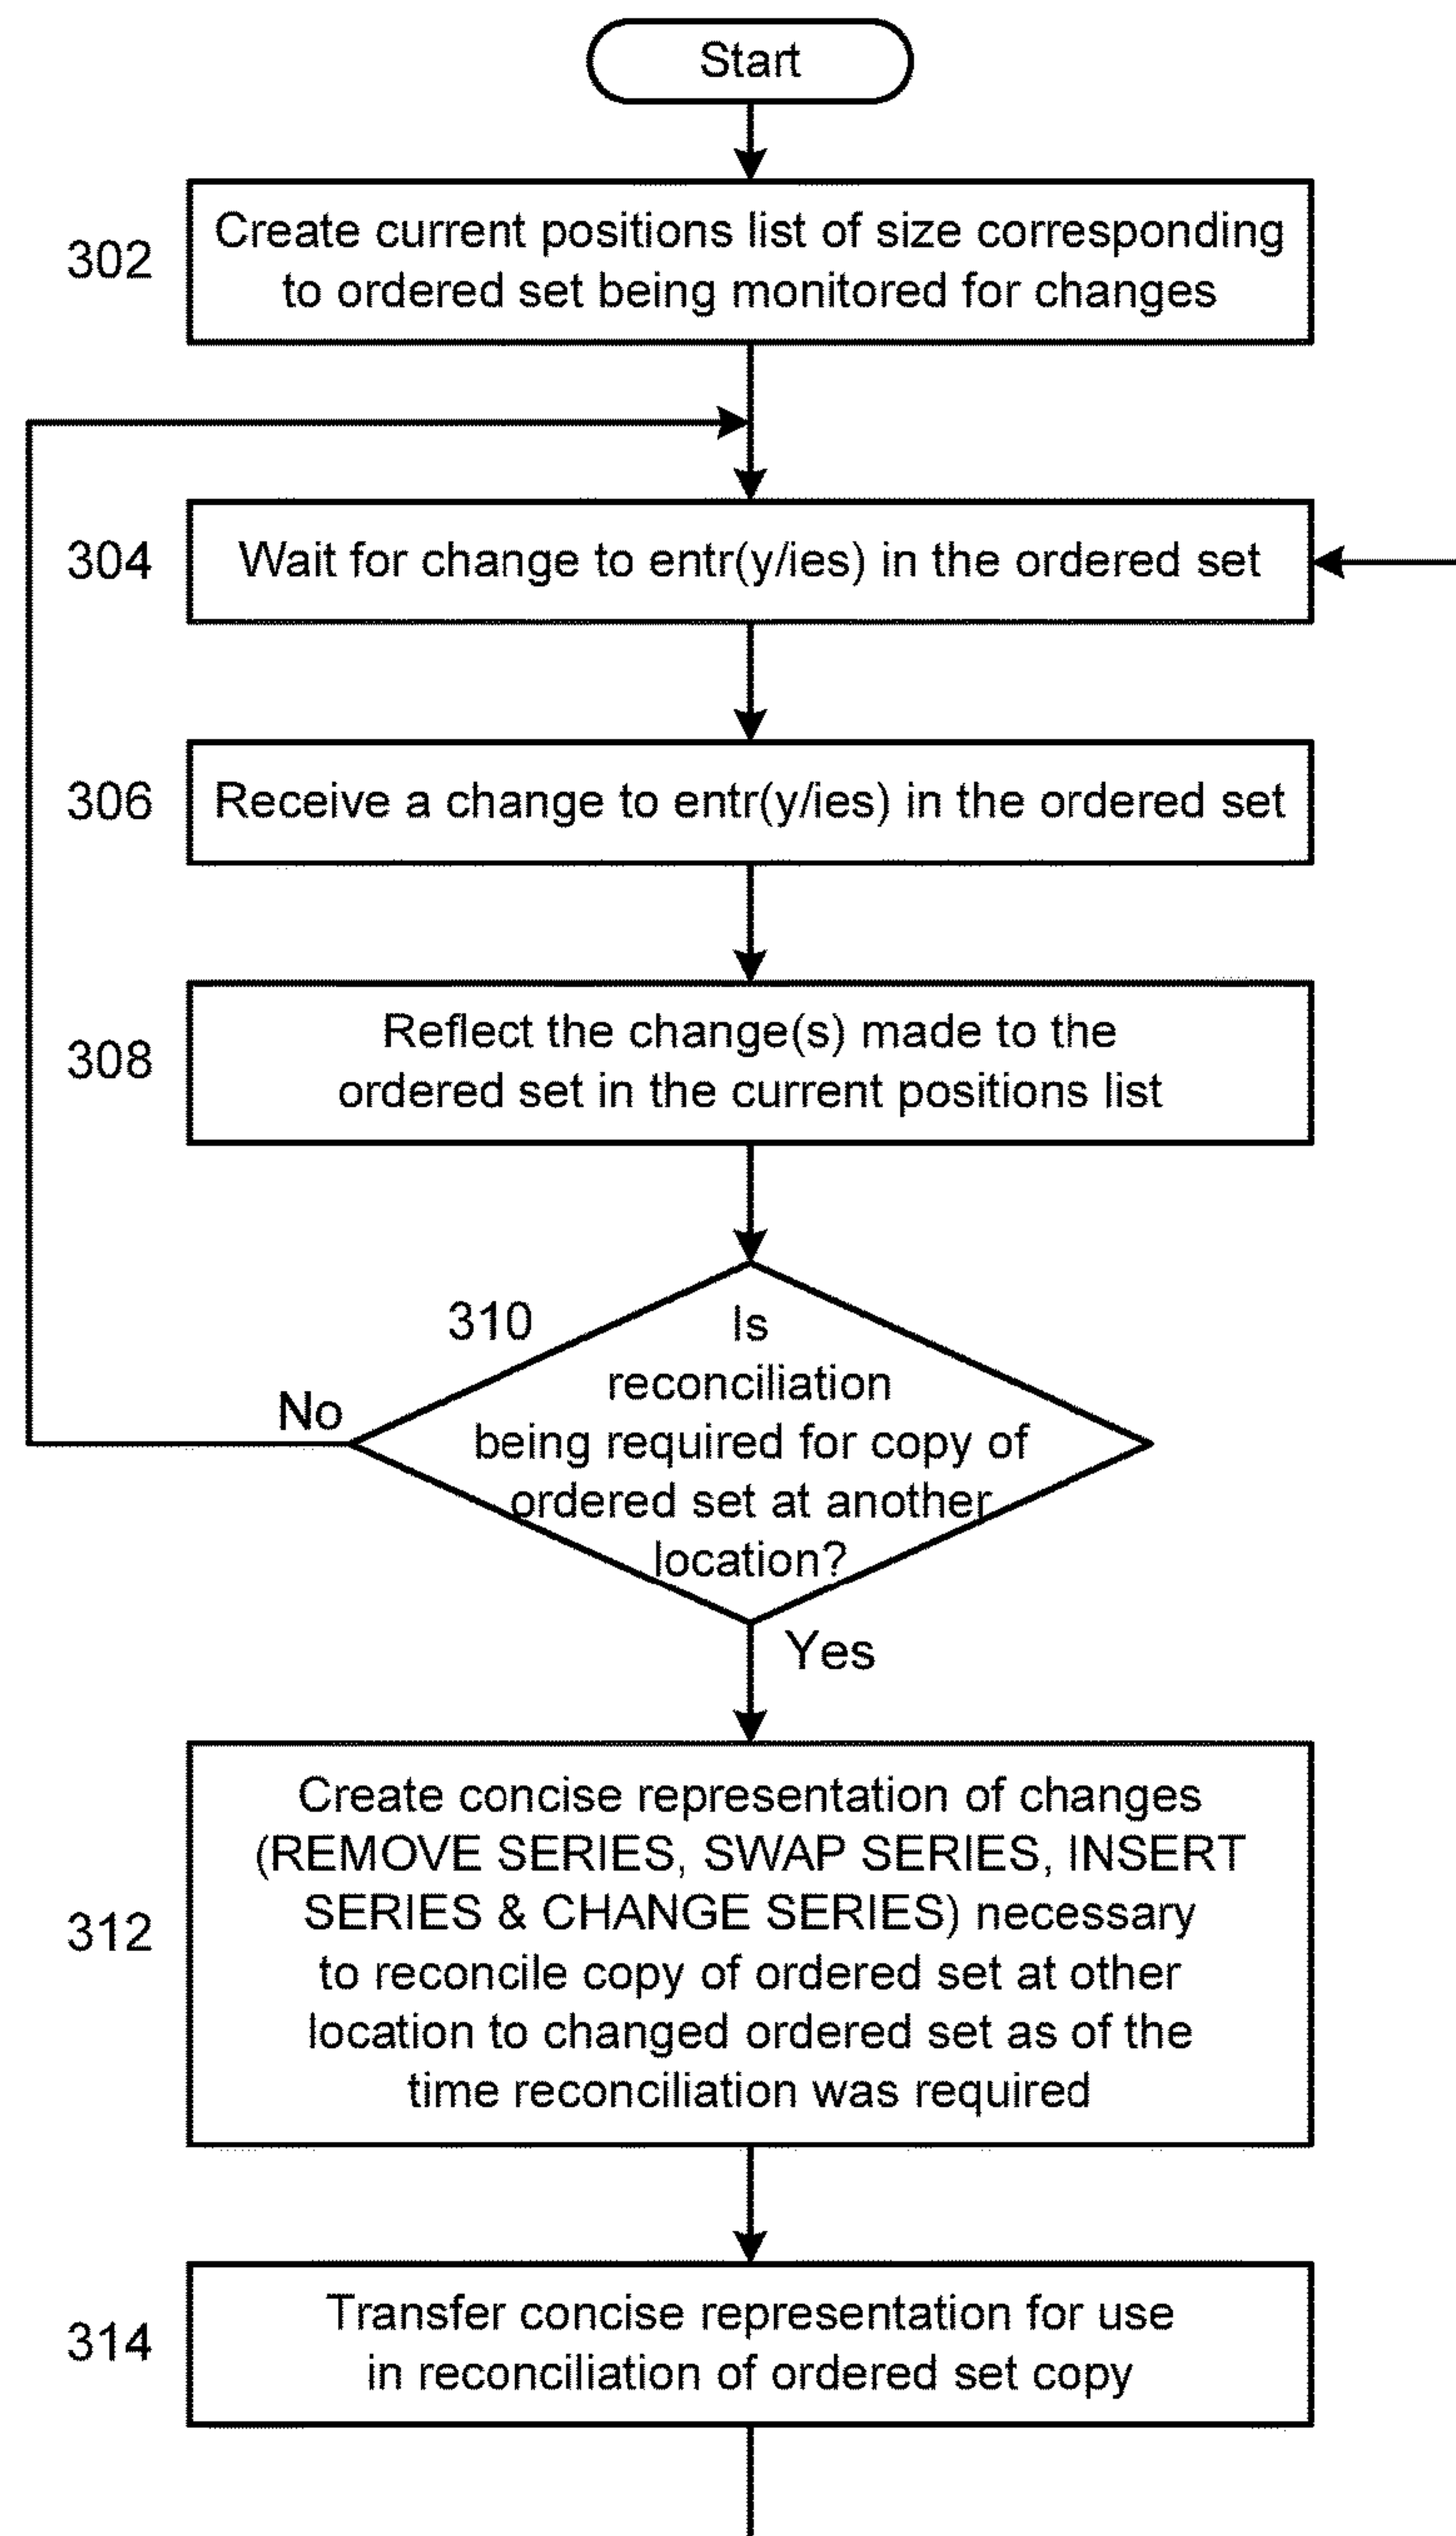 Start
302
Create current positions list of size corresponding
to ordered set being monitored for changes
304
Wait for change to entr(y/ies) in the ordered set
306
Receive a change to entr(y/ies) in the ordered set
308
Reflect the change(s) made to the
ordered set in the current positions list
310
Is
reconciliation
being required for copy of
ordered set at another
location?
No
Yes
312
Create concise representation of changes
(REMOVE SERIES, SWAP SERIES, INSERT
SERIES & CHANGE SERIES) necessary
to reconcile copy of ordered set at other
location to changed ordered set as of the
time reconciliation was required
314
Transfer concise representation for use
in reconciliation of ordered set copy